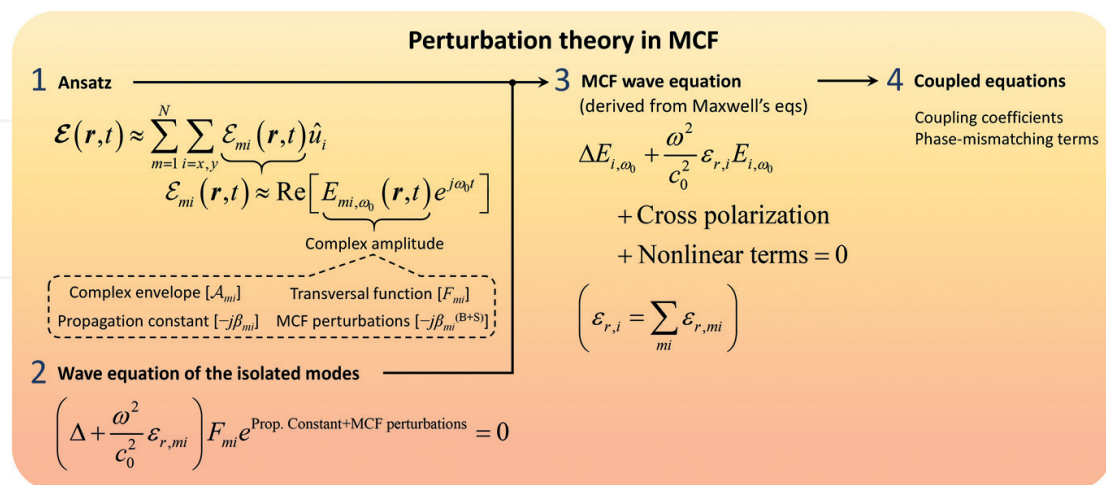 Perturbation theory in MCF
1 Ansatz
𝓔(r,t) ≈ ∑_{m=1}^{N} ∑_{i=x,y} ℰ_{mi}(r,t) û_i
ℰ_{mi}(r,t) ≈ Re[E_{mi,ω₀}(r,t) e^{jω₀t}]
Complex amplitude
Complex envelope [𝒜_{mi}] Transversal function [F_{mi}]
Propagation constant [−jβ_{mi}] MCF perturbations [−jβ_{mi}^{(B+S)}]
2 Wave equation of the isolated modes
(Δ + ω²/c₀² ε_{r,mi}) F_{mi} e^{Prop. Constant+MCF perturbations} = 0
3 MCF wave equation
(derived from Maxwell's eqs)
ΔE_{i,ω₀} + ω²/c₀² ε_{r,i} E_{i,ω₀}
+ Cross polarization
+ Nonlinear terms = 0
(ε_{r,i} = ∑_{mi} ε_{r,mi})
4 Coupled equations
Coupling coefficients
Phase-mismatching terms